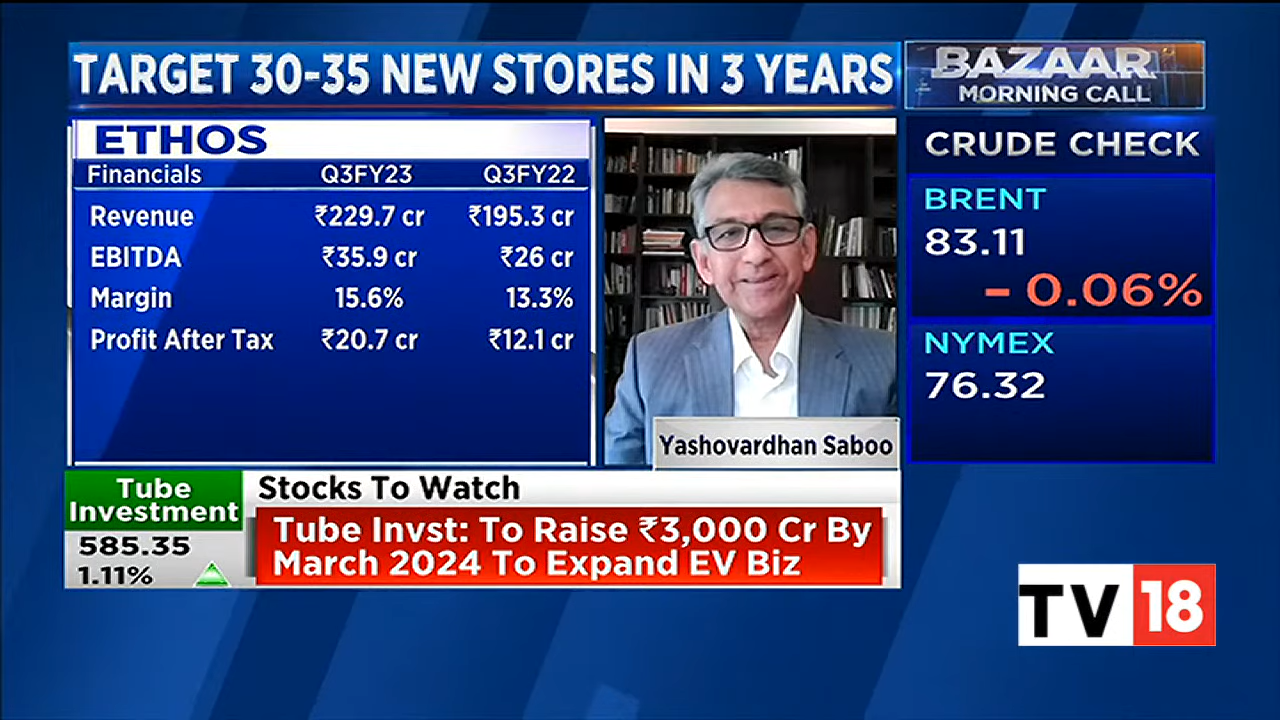 TARGET 30-35 NEW STORES IN 3 YEARS
BAZAAR
MORNING CALL
ETHOS
Financials Q3FY23 Q3FY22
Revenue ₹229.7 cr ₹195.3 cr
EBITDA ₹35.9 cr ₹26 cr
Margin 15.6% 13.3%
Profit After Tax ₹20.7 cr ₹12.1 cr
Yashovardhan Saboo
CRUDE CHECK
BRENT
83.11
- 0.06%
NYMEX
76.32
Tube
Investment
585.35
1.11%
Stocks To Watch
Tube Invst: To Raise ₹3,000 Cr By
March 2024 To Expand EV Biz
TV18